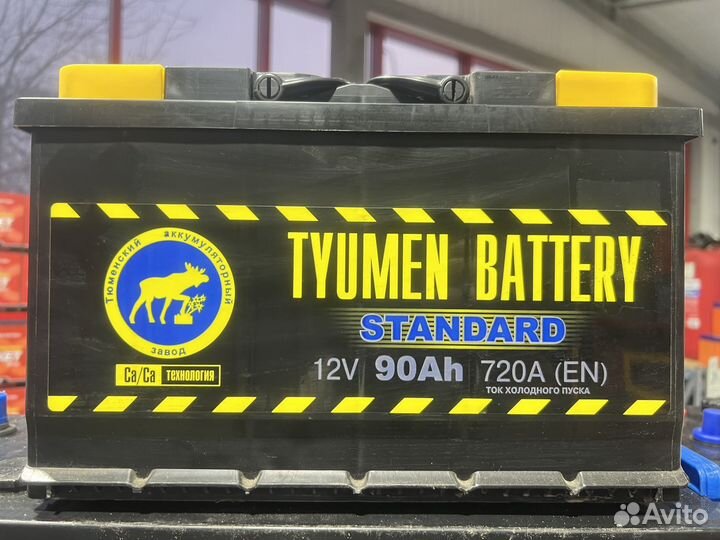 Тюменский аккумуляторный завод
Ca/Ca технология
TYUMEN BATTERY
STANDARD
12V 90Ah 720A (EN)
ТОК ХОЛОДНОГО ПУСКА
Avito